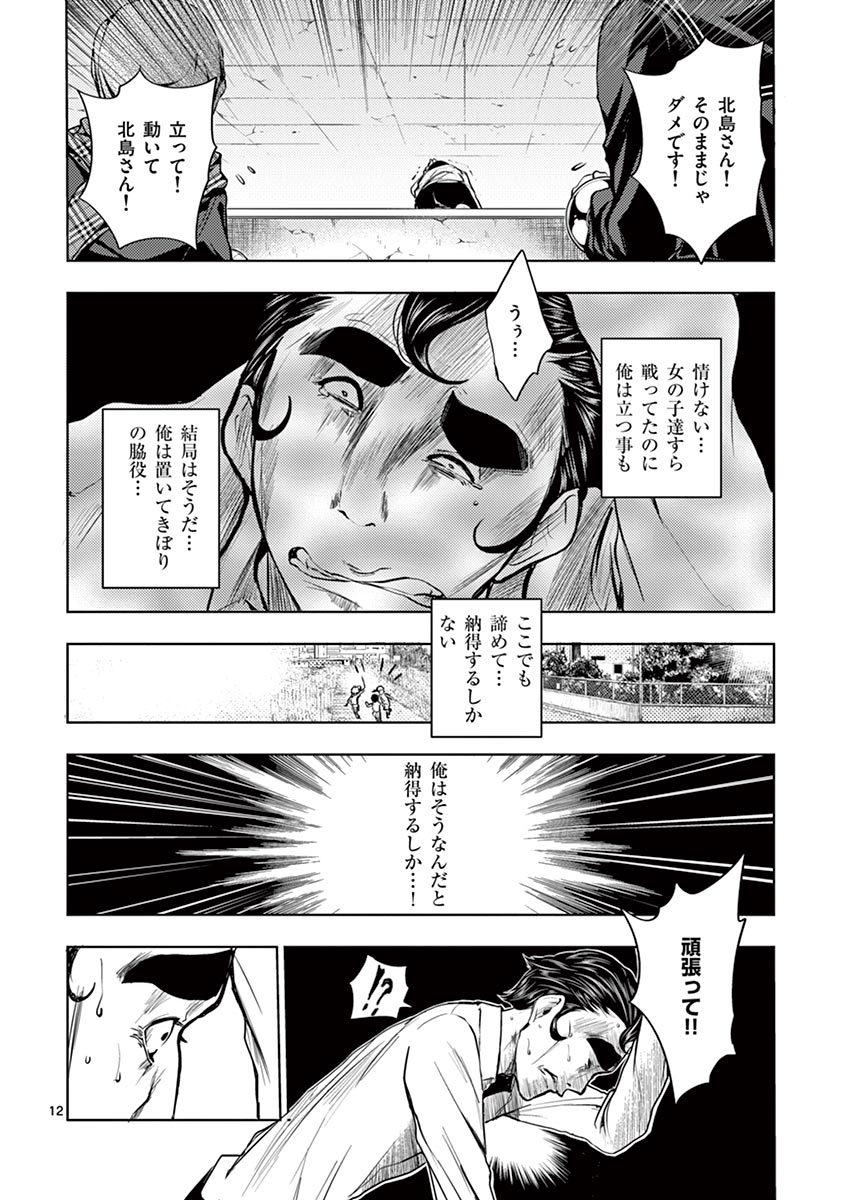 北島さん！
そのままじゃ
ダメです！
立って！
動いて
北島さん！
うぅ…
情けない…
女の子達すら
戦ってたのに
俺は立つ事も
結局はそうだ…
俺は置いてきぼり
の脇役…
ここでも
諦めて…
納得するしか
ない
俺はそうなんだと
納得するしか…！
頑張って!!
!?
12